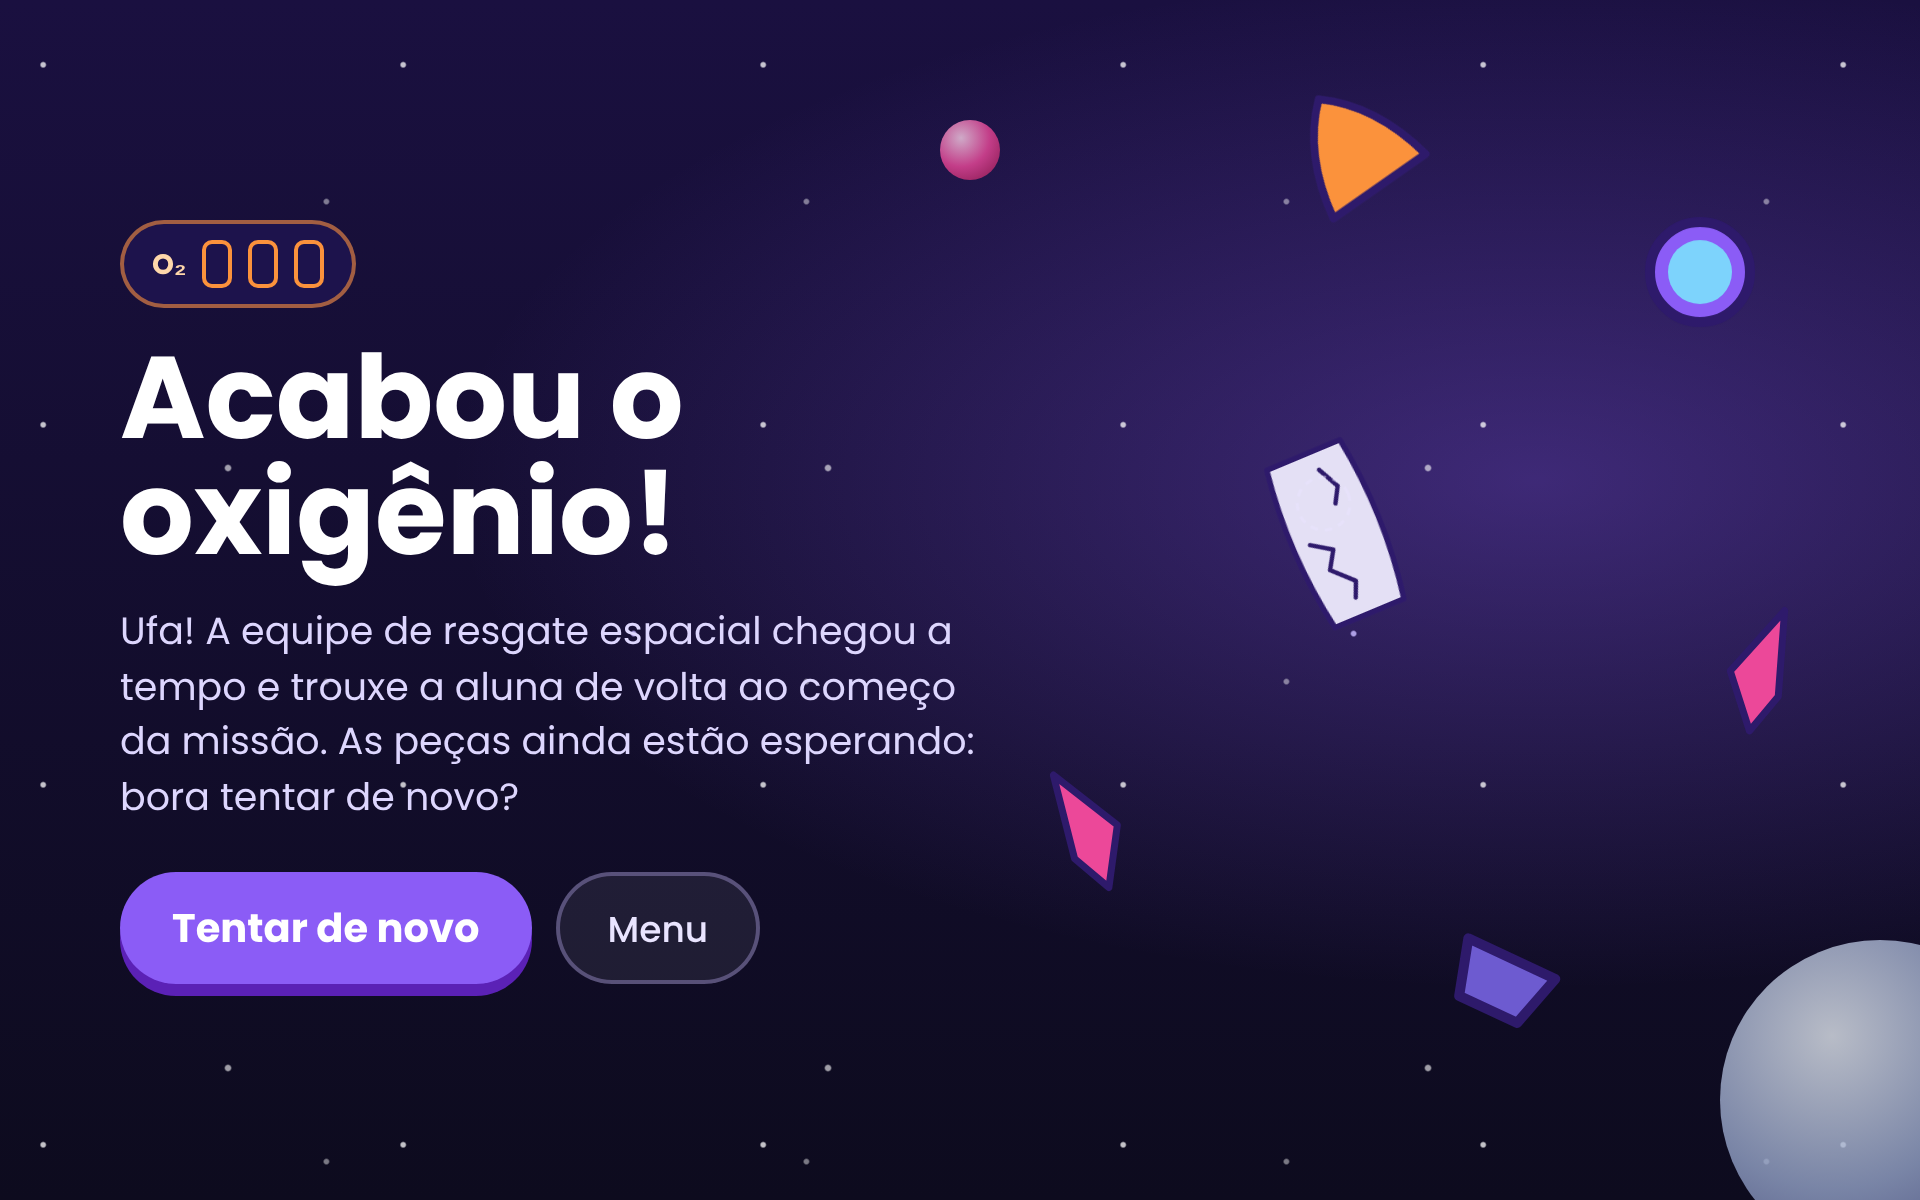 O₂
Acabou o
oxigênio!
Ufa! A equipe de resgate espacial chegou a
tempo e trouxe a aluna de volta ao começo
da missão. As peças ainda estão esperando:
bora tentar de novo?
Tentar de novo
Menu